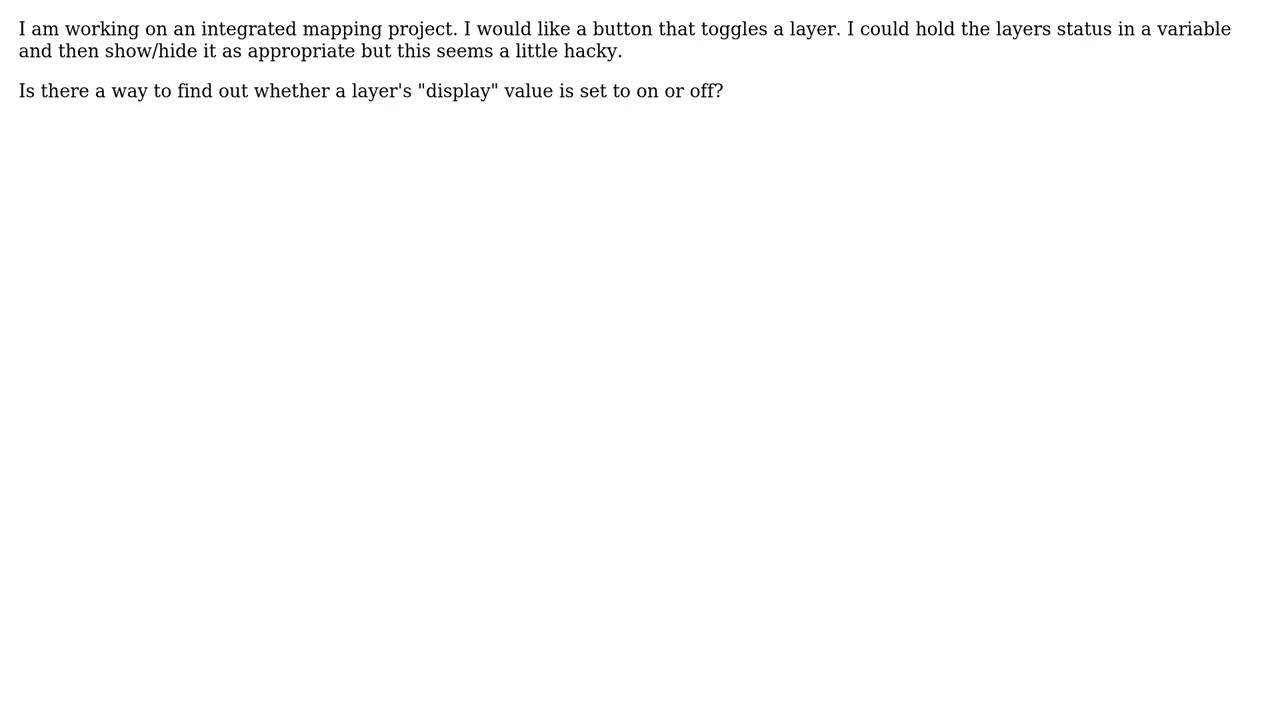 I am working on an integrated mapping project. I would like a button that toggles a layer. I could hold the layers status in a variable
and then show/hide it as appropriate but this seems a little hacky.
Is there a way to find out whether a layer's "display" value is set to on or off?